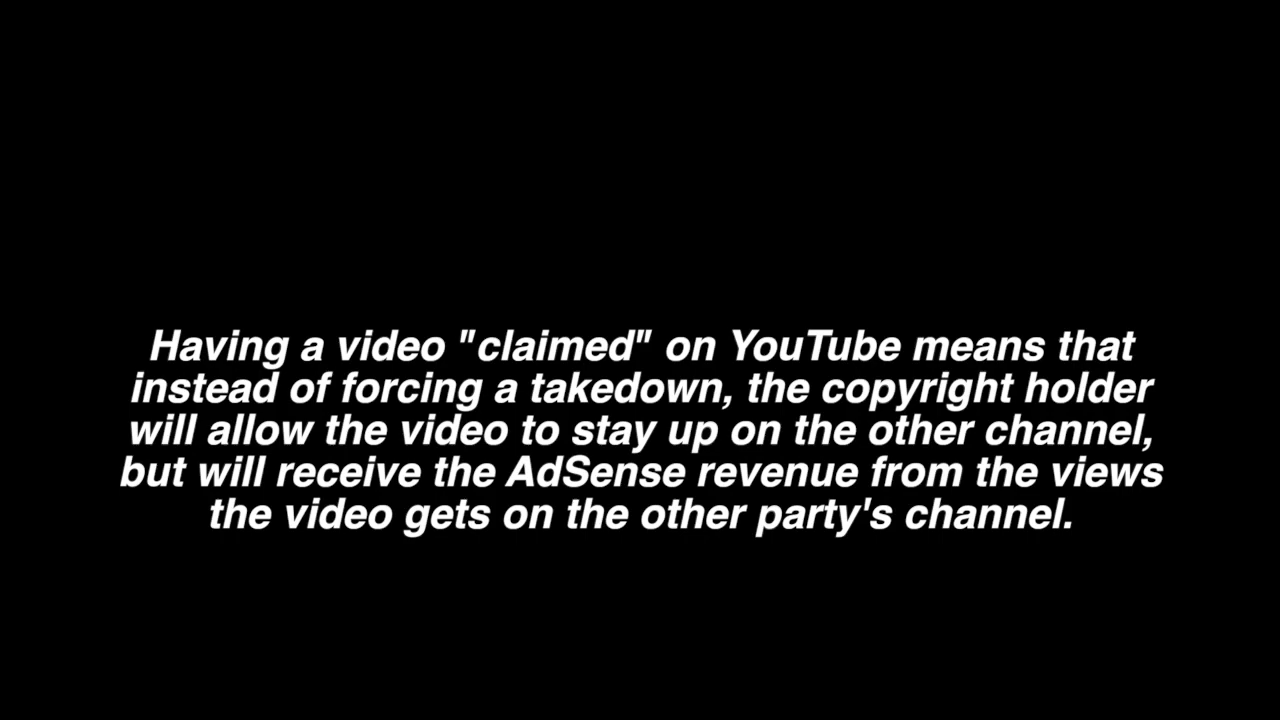 Having a video "claimed" on YouTube means that
instead of forcing a takedown, the copyright holder
will allow the video to stay up on the other channel,
but will receive the AdSense revenue from the views
the video gets on the other party's channel.